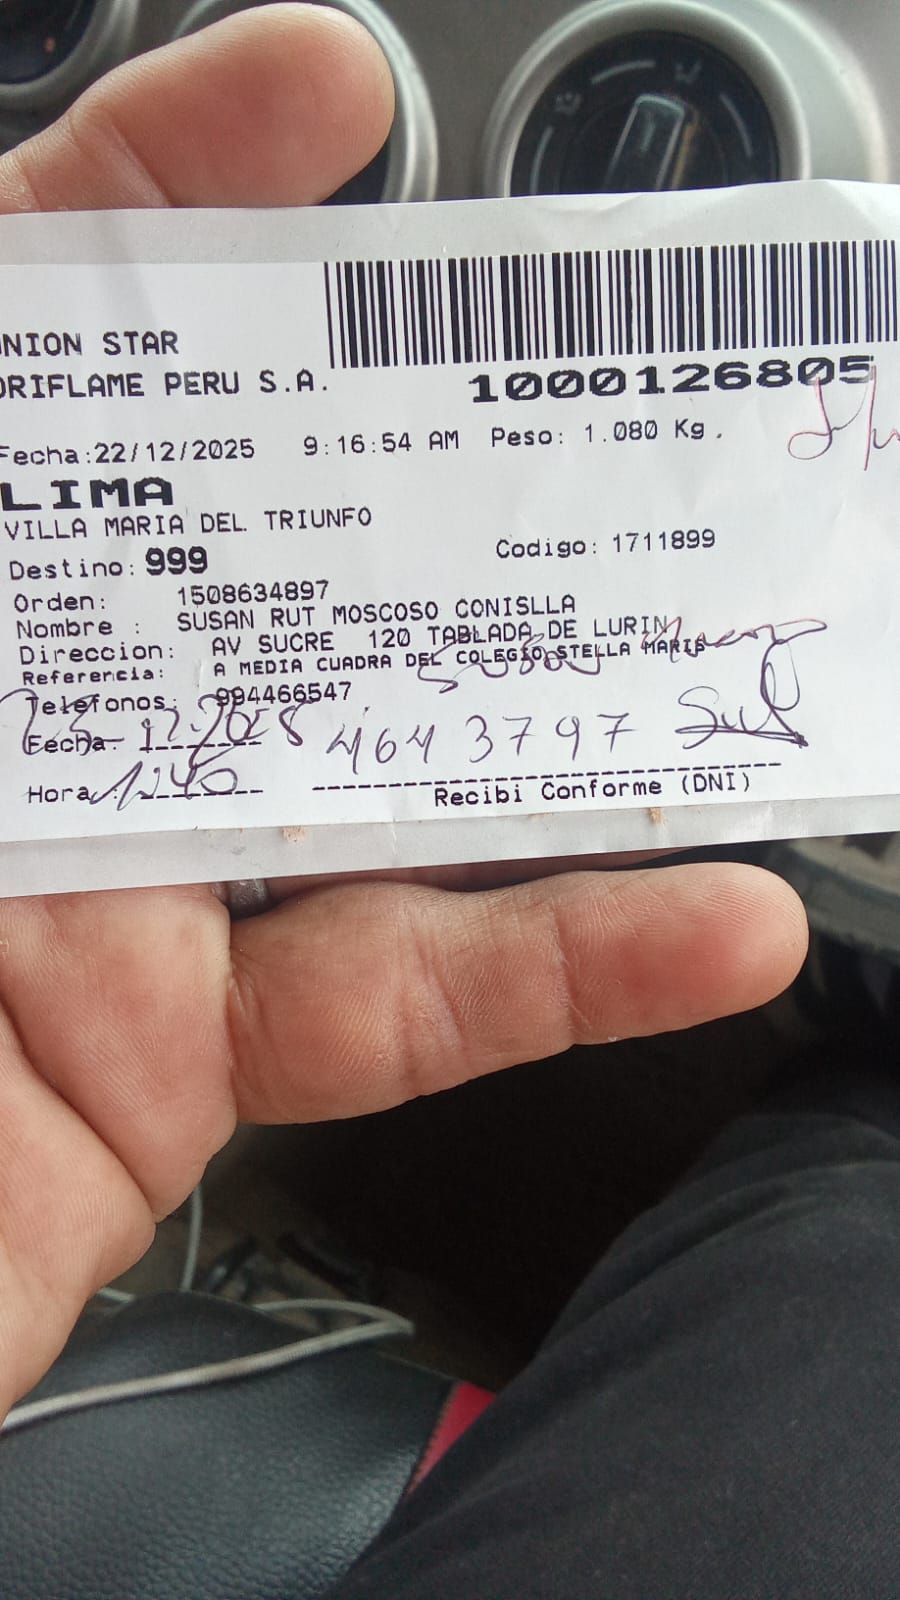 NION STAR
ORIFLAME PERU S.A.
1000126805
Fecha:22/12/2025 9:16:54 AM Peso: 1.080 Kg.
LIMA
VILLA MARIA DEL TRIUNFO
Destino: 999 Codigo: 1711899
Orden: 1508634897
Nombre : SUSAN RUT MOSCOSO CONISLLA
Direccion: AV SUCRE 120 TABLADA DE LURIN
Referencia: A MEDIA CUADRA DEL COLEGIO STELLA MARIS
Telefonos: 994466547
Fecha:
4643797
Hora:
Recibi Conforme (DNI)